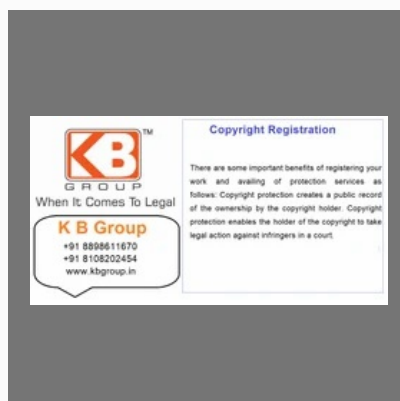 KB TM
GROUP
When It Comes To Legal
K B Group
+91 8898611670
+91 8108202454
www.kbgroup.in
Copyright Registration
There are some important benefits of registering your
work and availing of protection services as
follows: Copyright protection creates a public record
of the ownership by the copyright holder. Copyright
protection enables the holder of the copyright to take
legal action against infringers in a court.